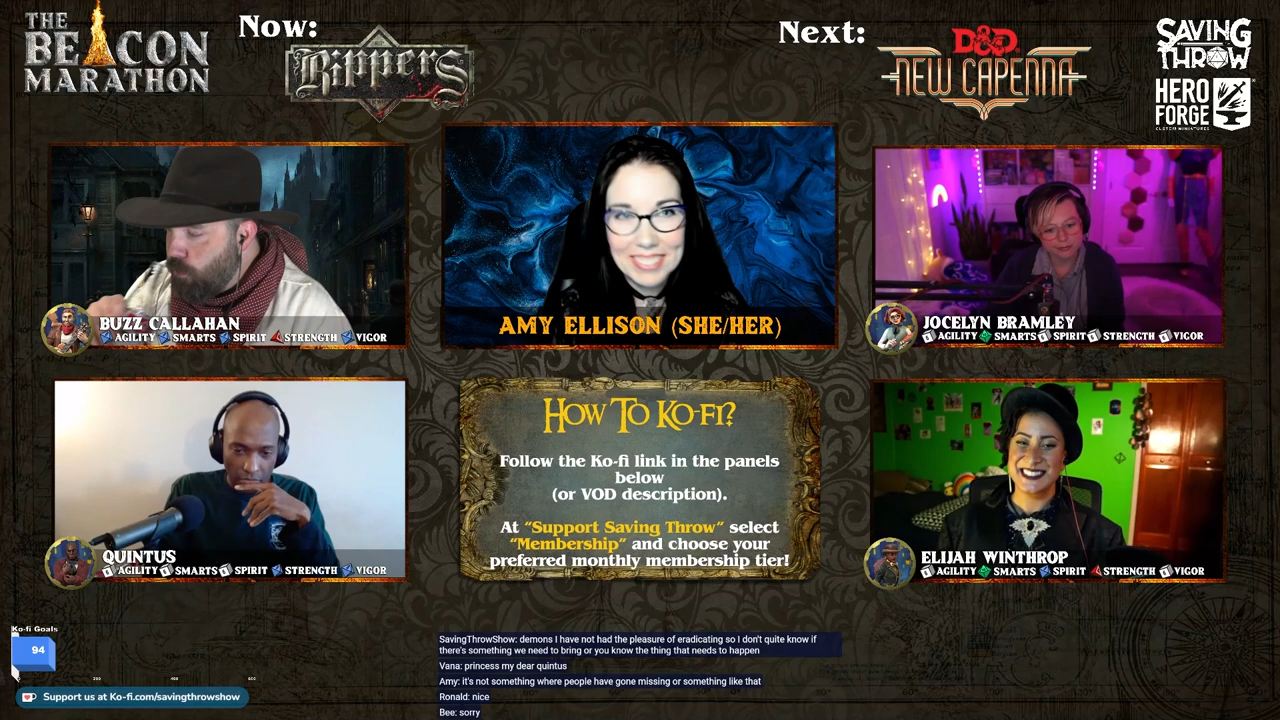 THE
BEACON
MARATHON
Now:
Rippers
Next:
D&D
NEW CAPENNA
SAVING
THROW
HERO
FORGE
CUSTOM MINIATURES
BUZZ CALLAHAN
AGILITY SMARTS SPIRIT STRENGTH VIGOR
AMY ELLISON (SHE/HER)
JOCELYN BRAMLEY
AGILITY SMARTS SPIRIT STRENGTH VIGOR
QUINTUS
AGILITY SMARTS SPIRIT STRENGTH VIGOR
How To Ko-fi?
Follow the Ko-fi link in the panels
below
(or VOD description).
At “Support Saving Throw” select
“Membership” and choose your
preferred monthly membership tier!
ELIJAH WINTHROP
AGILITY SMARTS SPIRIT STRENGTH VIGOR
Ko-fi Goals
94
Support us at Ko-fi.com/savingthrowshow
SavingThrowShow: demons I have not had the pleasure of eradicating so I don't quite know if
there's something we need to bring or you know the thing that needs to happen
Vana: princess my dear quintus
Amy: it's not something where people have gone missing or something like that
Ronald: nice
Bee: sorry